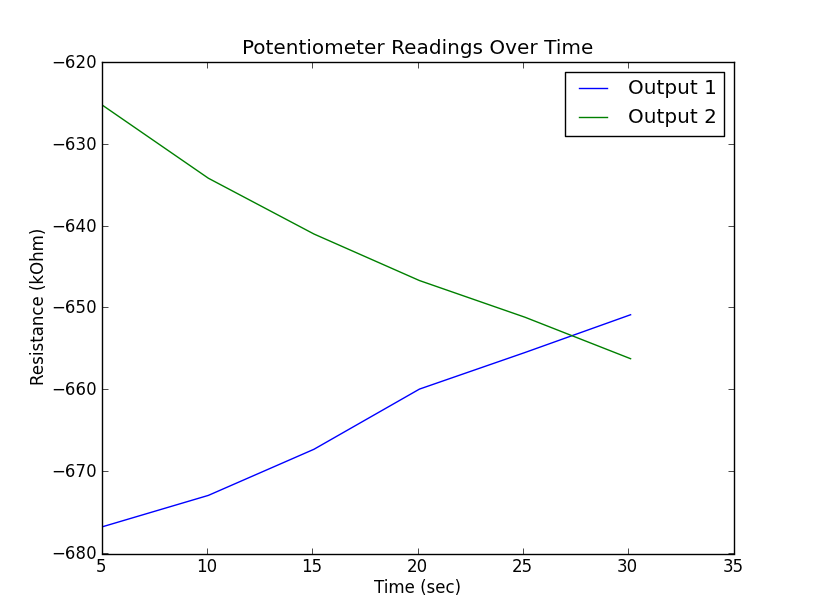 Potentiometer Readings Over Time
Output 1
Output 2
−620
−630
−640
−650
−660
−670
−680
Resistance (kOhm)
5 10 15 20 25 30 35
Time (sec)